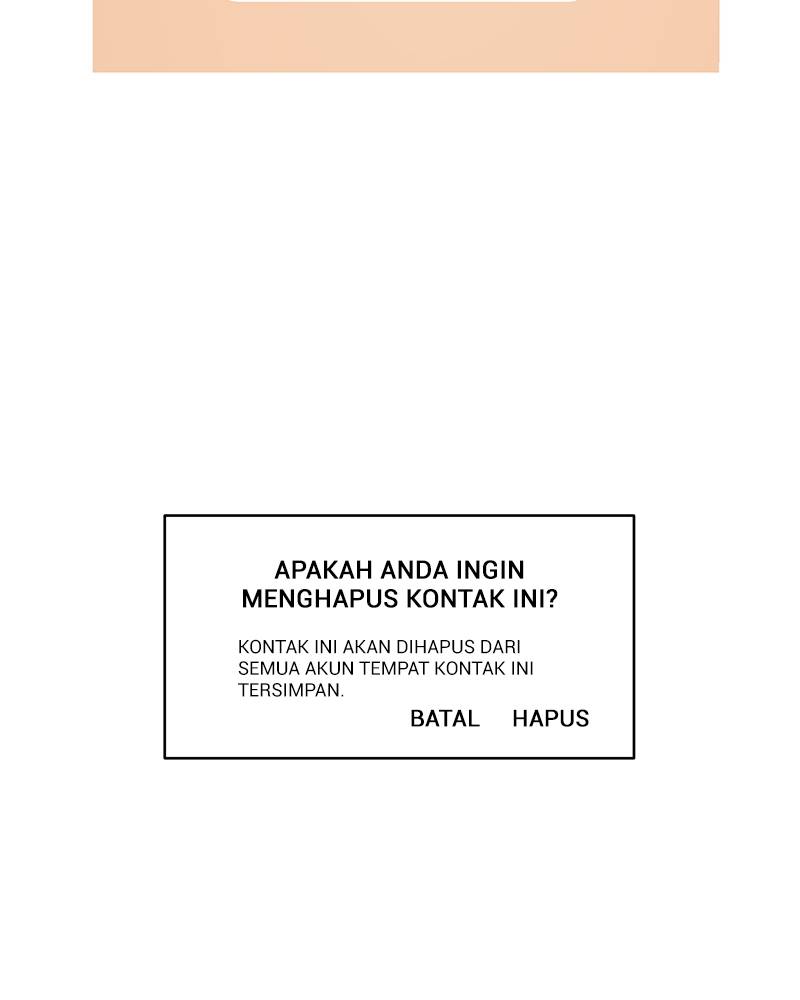 APAKAH ANDA INGIN
MENGHAPUS KONTAK INI?
KONTAK INI AKAN DIHAPUS DARI
SEMUA AKUN TEMPAT KONTAK INI
TERSIMPAN.
BATAL HAPUS